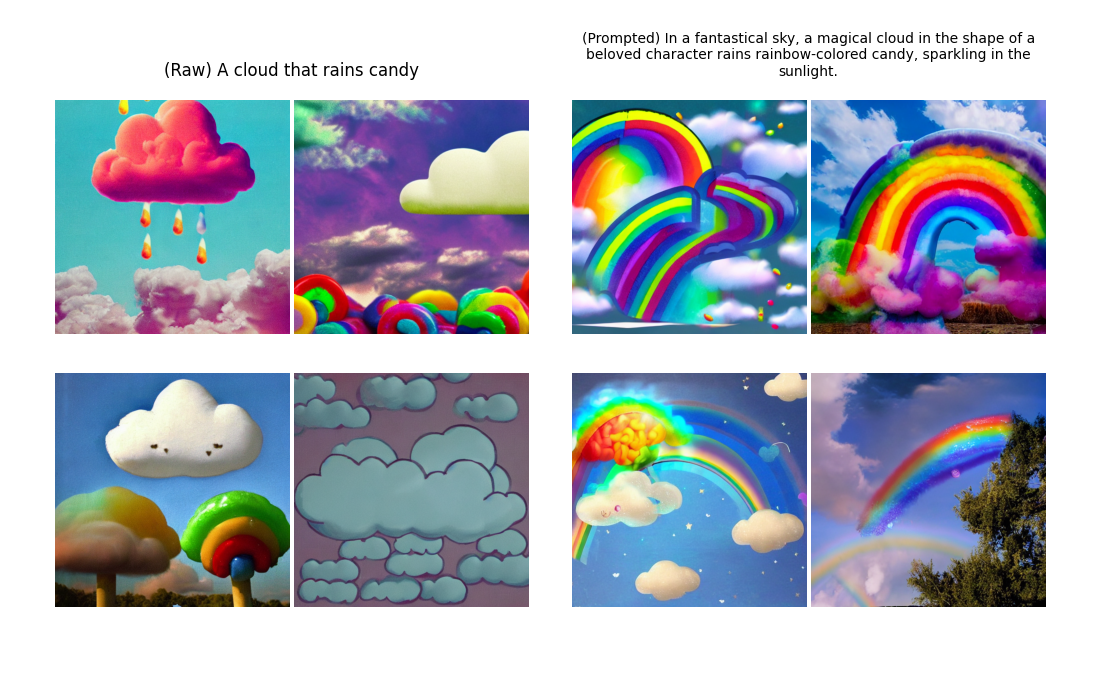 (Raw) A cloud that rains candy
(Prompted) In a fantastical sky, a magical cloud in the shape of a
beloved character rains rainbow-colored candy, sparkling in the
sunlight.